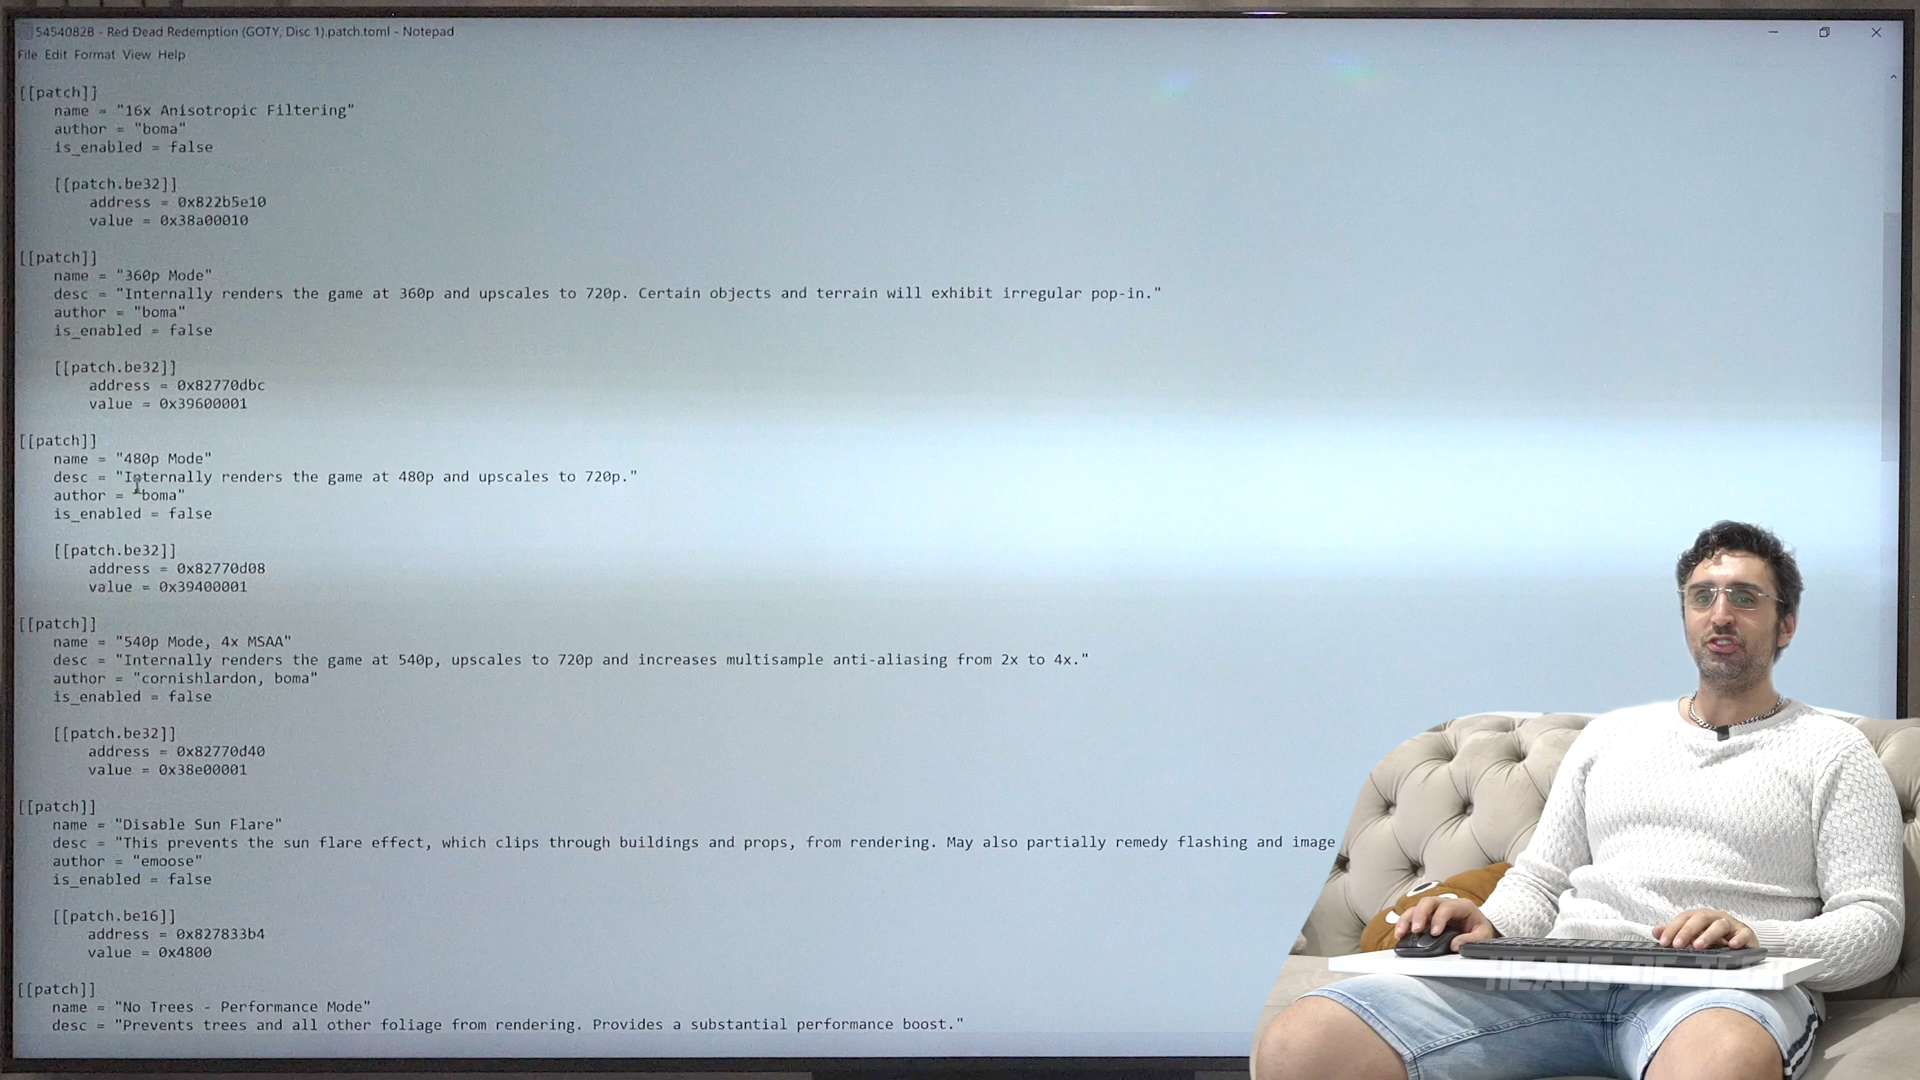 5454082B - Red Dead Redemption (GOTY, Disc 1).patch.toml - Notepad
File Edit Format View Help
[[patch]]
name = "16x Anisotropic Filtering"
author = "boma"
is_enabled = false
[[patch.be32]]
address = 0x822b5e10
value = 0x38a00010
[[patch]]
name = "360p Mode"
desc = "Internally renders the game at 360p and upscales to 720p. Certain objects and terrain will exhibit irregular pop-in."
author = "boma"
is_enabled = false
[[patch.be32]]
address = 0x82770dbc
value = 0x39600001
[[patch]]
name = "480p Mode"
desc = "Internally renders the game at 480p and upscales to 720p."
author = "boma"
is_enabled = false
[[patch.be32]]
address = 0x82770d08
value = 0x39400001
[[patch]]
name = "540p Mode, 4x MSAA"
desc = "Internally renders the game at 540p, upscales to 720p and increases multisample anti-aliasing from 2x to 4x."
author = "cornishlardon, boma"
is_enabled = false
[[patch.be32]]
address = 0x82770d40
value = 0x38e00001
[[patch]]
name = "Disable Sun Flare"
desc = "This prevents the sun flare effect, which clips through buildings and props, from rendering. May also partially remedy flashing and image
author = "emoose"
is_enabled = false
[[patch.be16]]
address = 0x827833b4
value = 0x4800
[[patch]]
name = "No Trees - Performance Mode"
desc = "Prevents trees and all other foliage from rendering. Provides a substantial performance boost."
HEADS OF TECH